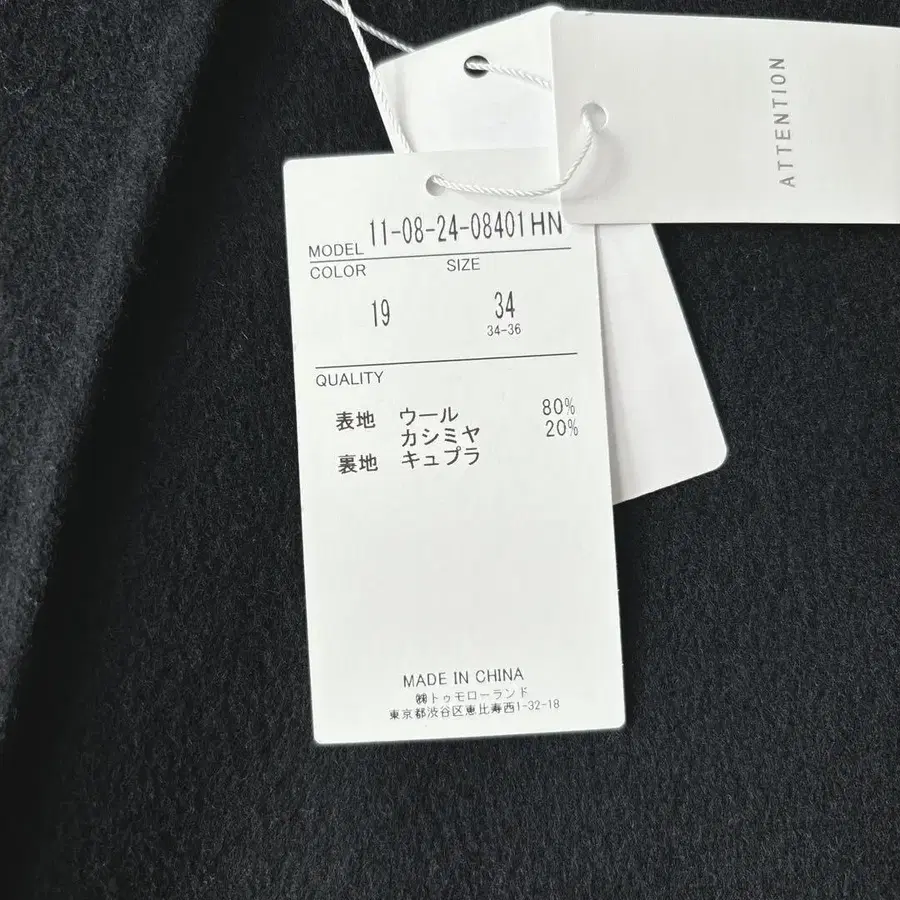 ATTENTION
MODEL 11-08-24-08401HN
COLOR SIZE
19 34
34-36
QUALITY
表地 ウール 80%
カシミヤ 20%
裏地 キュプラ
MADE IN CHINA
㈱トゥモローランド
東京都渋谷区恵比寿西1-32-18